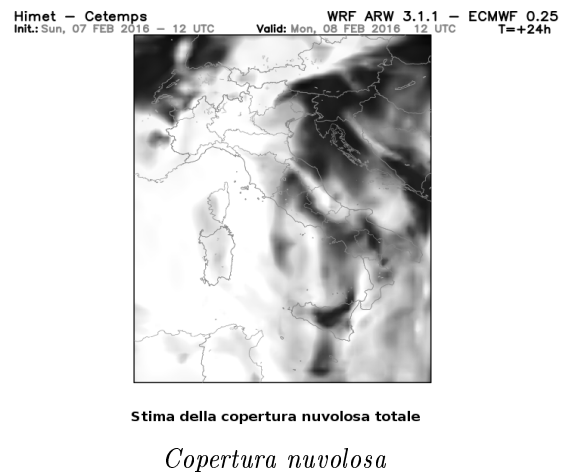 Himet – Cetemps WRF ARW 3.1.1 – ECMWF 0.25
Init.: Sun, 07 FEB 2016 – 12 UTC Valid: Mon, 08 FEB 2016 12 UTC T=+24h
Stima della copertura nuvolosa totale
Copertura nuvolosa